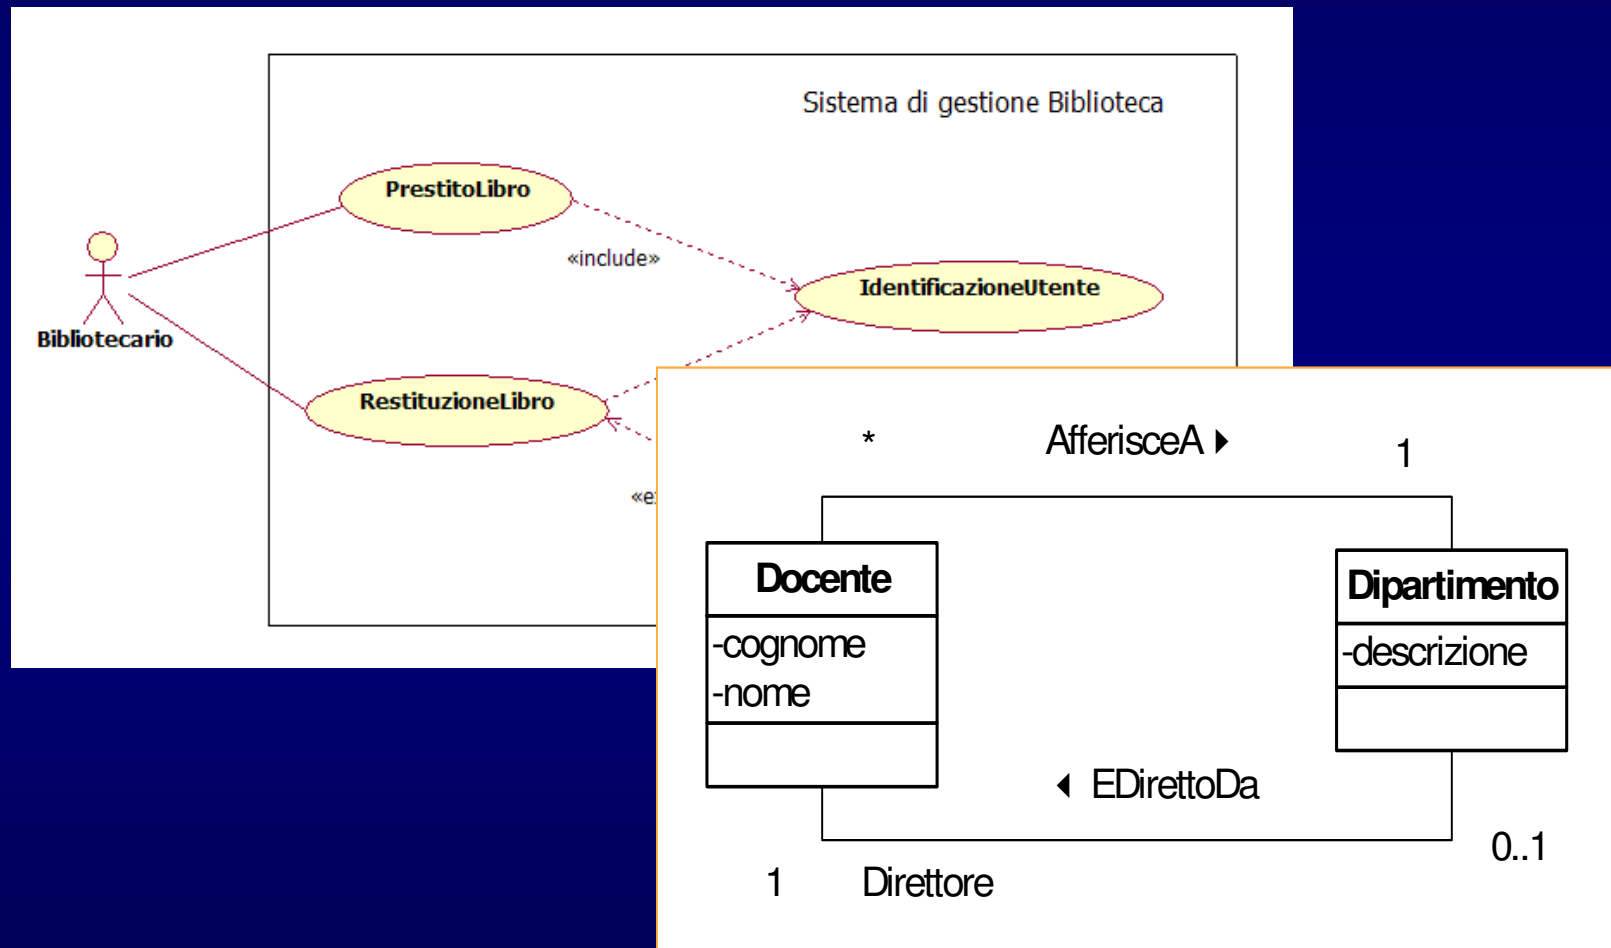 Sistema di gestione Biblioteca
PrestitoLibro
«include»
IdentificazioneUtente
Bibliotecario
RestituzioneLibro
* AfferisceA 1
Docente
-cognome
-nome
Dipartimento
-descrizione
EDirettoDa
0..1
1 Direttore